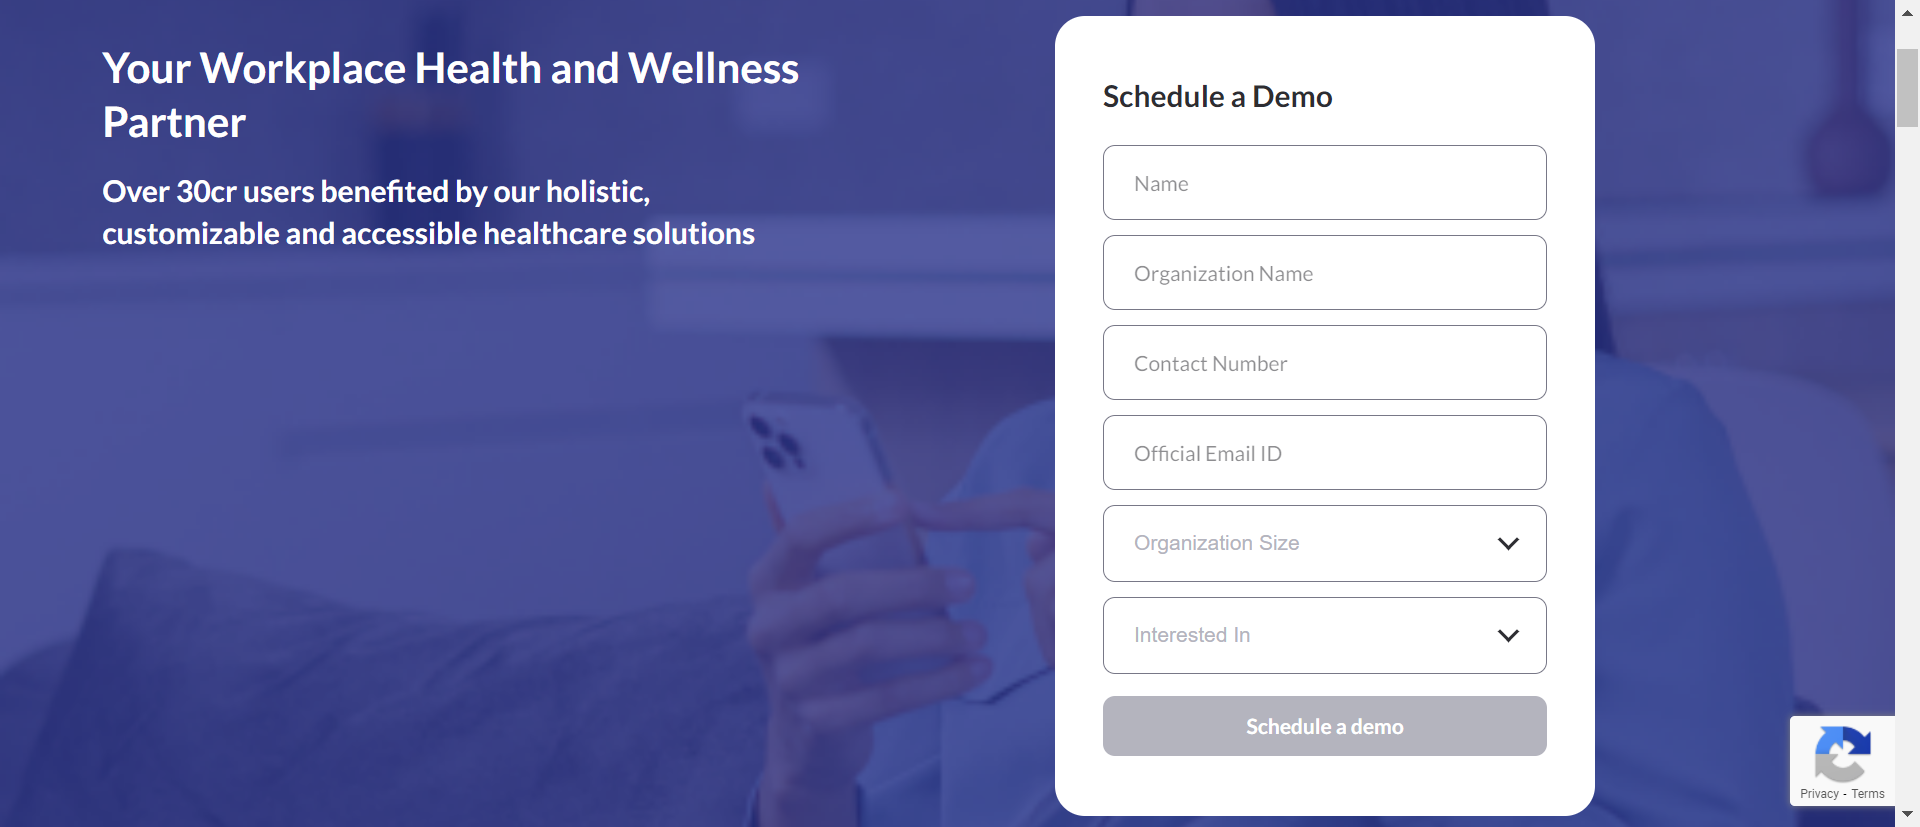 Your Workplace Health and Wellness
Partner
Over 30cr users benefited by our holistic,
customizable and accessible healthcare solutions
Schedule a Demo
Name
Organization Name
Contact Number
Official Email ID
Organization Size
Interested In
Schedule a demo
Privacy - Terms